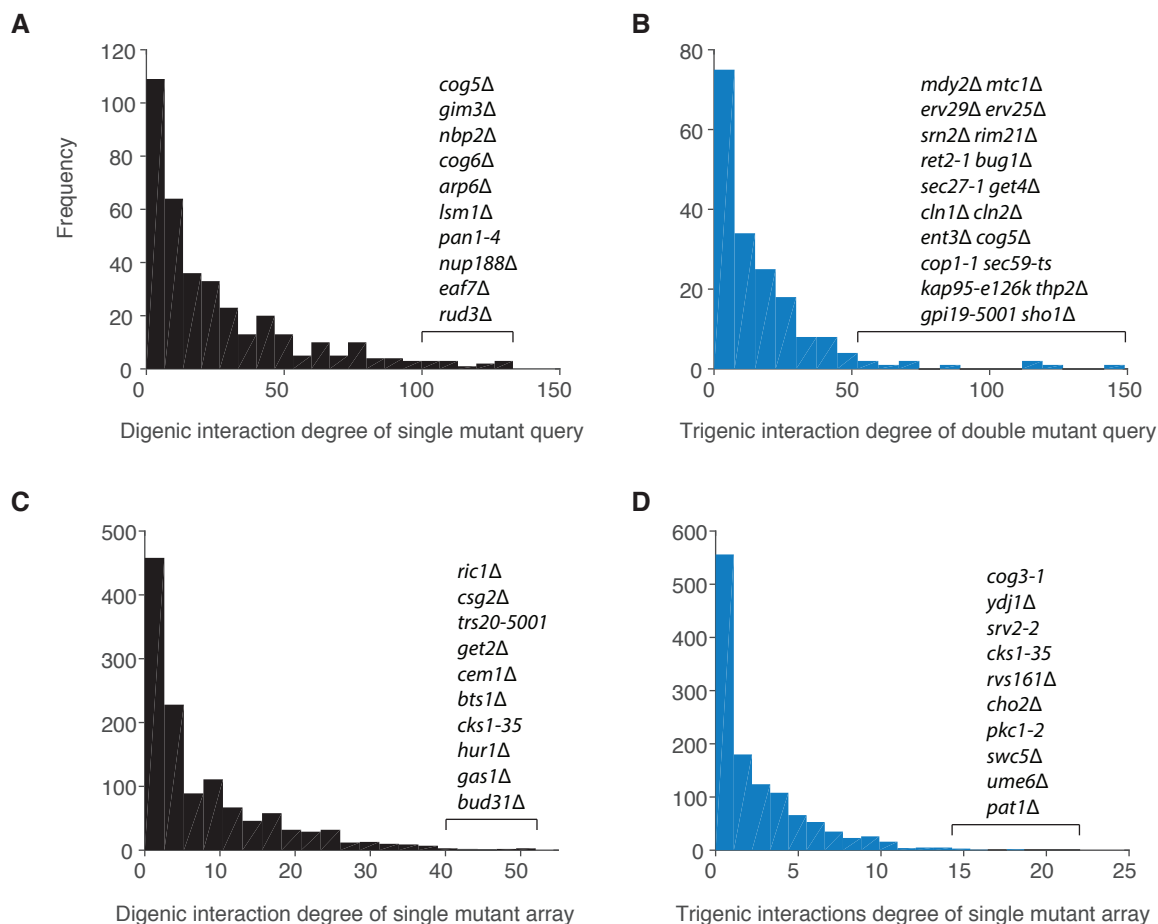 A
120
100
80
60
40
20
0
Frequency
cog5Δ
gim3Δ
nbp2Δ
cog6Δ
arp6Δ
lsm1Δ
pan1-4
nup188Δ
eaf7Δ
rud3Δ
0 50 100 150
Digenic interaction degree of single mutant query
B
80
60
40
20
0
mdy2Δ mtc1Δ
erv29Δ erv25Δ
srn2Δ rim21Δ
ret2-1 bug1Δ
sec27-1 get4Δ
cln1Δ cln2Δ
ent3Δ cog5Δ
cop1-1 sec59-ts
kap95-e126k thp2Δ
gpi19-5001 sho1Δ
0 50 100 150
Trigenic interaction degree of double mutant query
C
500
400
300
200
100
0
ric1Δ
csg2Δ
trs20-5001
get2Δ
cem1Δ
bts1Δ
cks1-35
hur1Δ
gas1Δ
bud31Δ
0 10 20 30 40 50
Digenic interaction degree of single mutant array
D
600
500
400
300
200
100
0
cog3-1
ydj1Δ
srv2-2
cks1-35
rvs161Δ
cho2Δ
pkc1-2
swc5Δ
ume6Δ
pat1Δ
0 5 10 15 20 25
Trigenic interactions degree of single mutant array